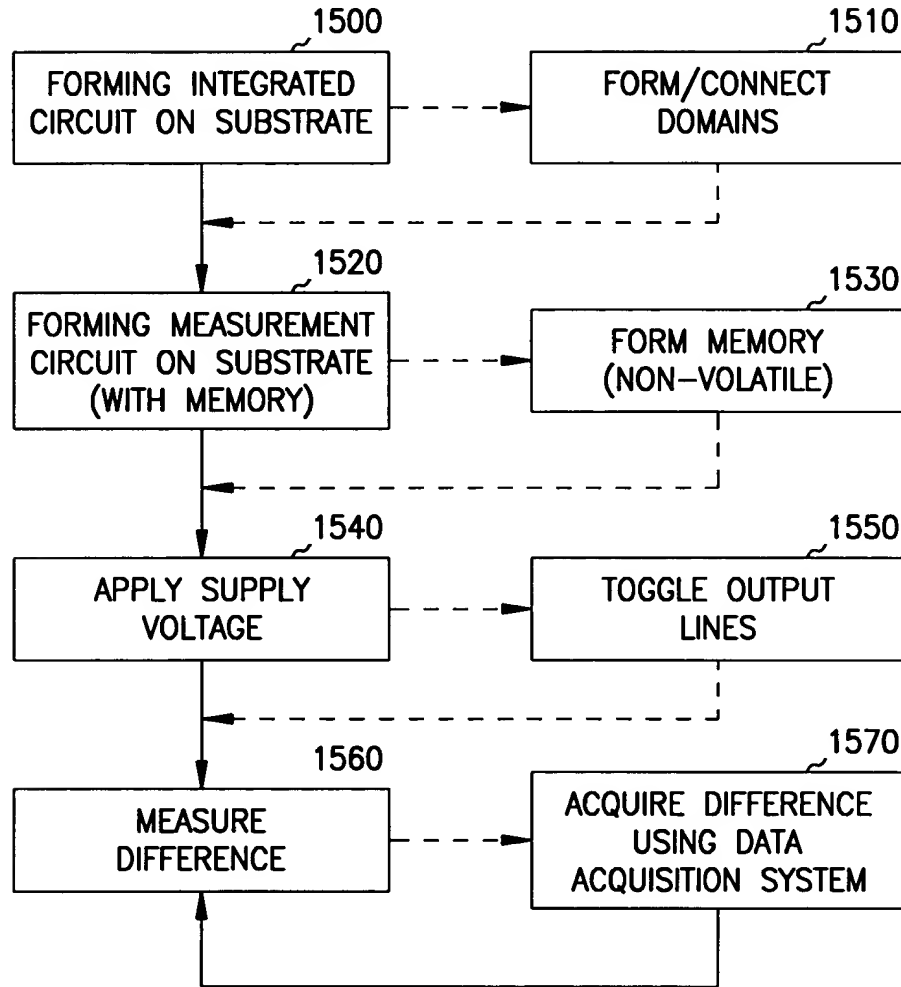 1500
FORMING INTEGRATED
CIRCUIT ON SUBSTRATE
1510
FORM/CONNECT
DOMAINS
1520
FORMING MEASUREMENT
CIRCUIT ON SUBSTRATE
(WITH MEMORY)
1530
FORM MEMORY
(NON-VOLATILE)
1540
APPLY SUPPLY
VOLTAGE
1550
TOGGLE OUTPUT
LINES
1560
MEASURE
DIFFERENCE
1570
ACQUIRE DIFFERENCE
USING DATA
ACQUISITION SYSTEM